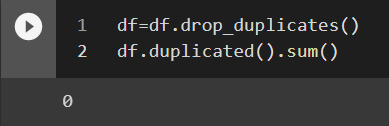 1 df=df.drop_duplicates()
2 df.duplicated().sum()
0